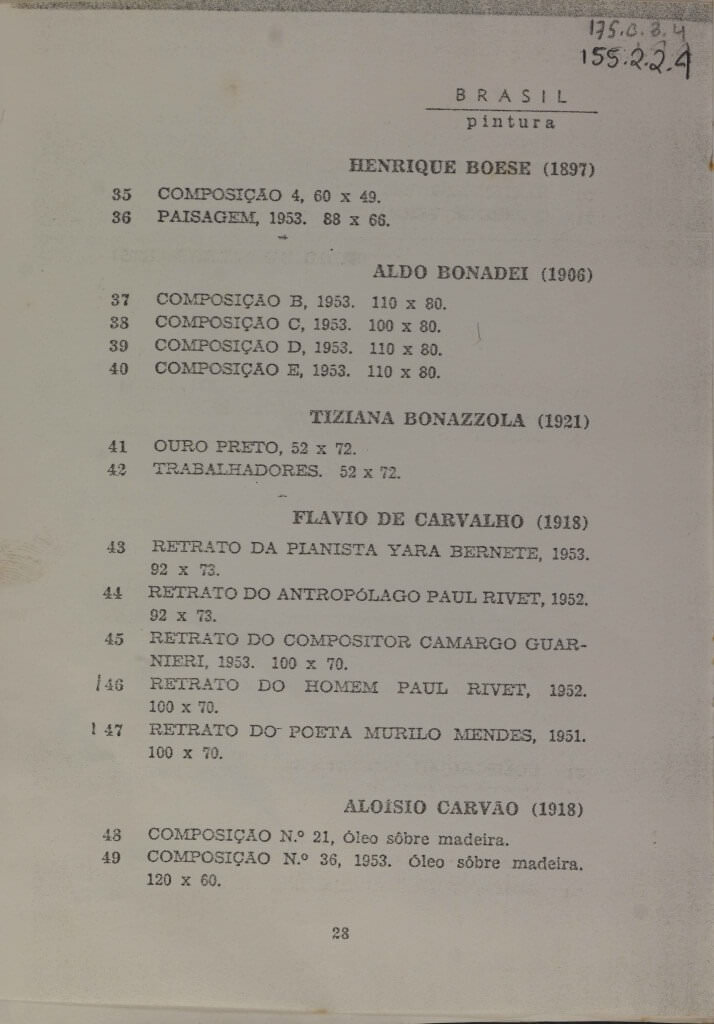 175.0.3.4
155.2.2.4
BRASIL
pintura
HENRIQUE BOESE (1897)
35 COMPOSIÇÃO 4, 60 x 49.
36 PAISAGEM, 1953. 88 x 66.
ALDO BONADEI (1906)
37 COMPOSIÇÃO B, 1953. 110 x 80.
38 COMPOSIÇÃO C, 1953. 100 x 80.
39 COMPOSIÇÃO D, 1953. 110 x 80.
40 COMPOSIÇÃO E, 1953. 110 x 80.
TIZIANA BONAZZOLA (1921)
41 OURO PRETO, 52 x 72.
42 TRABALHADORES. 52 x 72.
FLAVIO DE CARVALHO (1918)
43 RETRATO DA PIANISTA YARA BERNETE, 1953.
92 x 73.
44 RETRATO DO ANTROPÓLAGO PAUL RIVET, 1952.
92 x 73.
45 RETRATO DO COMPOSITOR CAMARGO GUAR-
NIERI, 1953. 100 x 70.
46 RETRATO DO HOMEM PAUL RIVET, 1952.
100 x 70.
47 RETRATO DO POETA MURILO MENDES, 1951.
100 x 70.
ALOÍSIO CARVÃO (1918)
48 COMPOSIÇÃO N.º 21, Óleo sôbre madeira.
49 COMPOSIÇÃO N.º 36, 1953. Óleo sôbre madeira.
120 x 60.
28